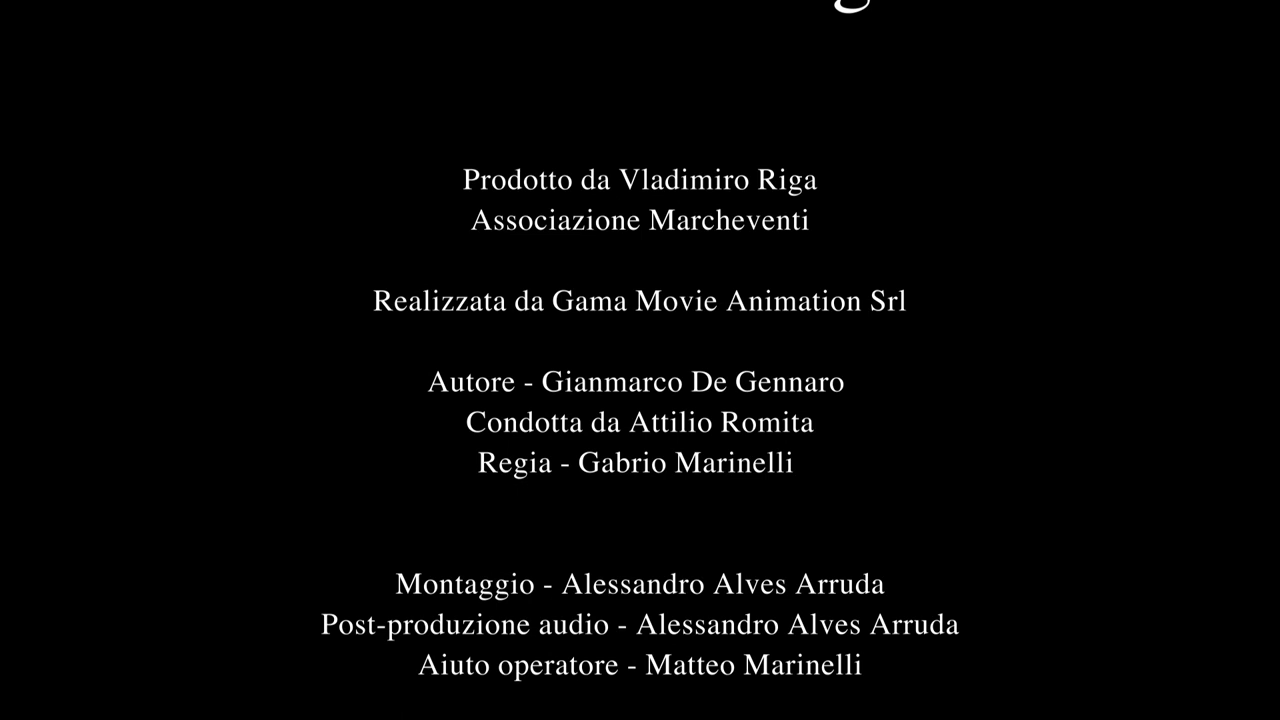 Prodotto da Vladimiro Riga
Associazione Marcheventi
Realizzata da Gama Movie Animation Srl
Autore - Gianmarco De Gennaro
Condotta da Attilio Romita
Regia - Gabrio Marinelli
Montaggio - Alessandro Alves Arruda
Post-produzione audio - Alessandro Alves Arruda
Aiuto operatore - Matteo Marinelli